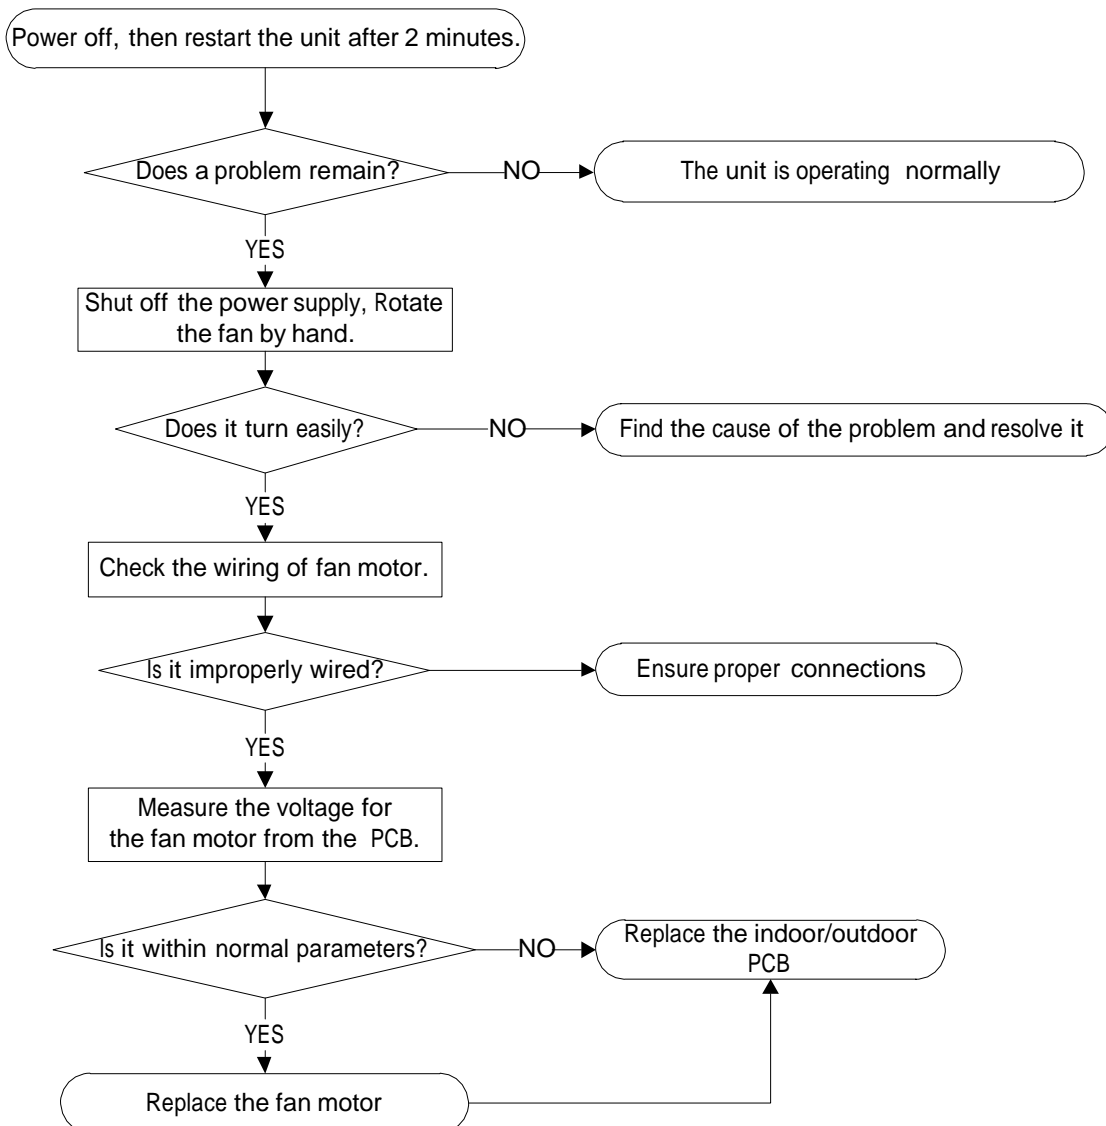 Power off, then restart the unit after 2 minutes.
Does a problem remain?
NO
The unit is operating normally
YES
Shut off the power supply, Rotate
the fan by hand.
Does it turn easily?
NO
Find the cause of the problem and resolve it
YES
Check the wiring of fan motor.
Is it improperly wired?
Ensure proper connections
YES
Measure the voltage for
the fan motor from the PCB.
Is it within normal parameters?
NO
Replace the indoor/outdoor
PCB
YES
Replace the fan motor